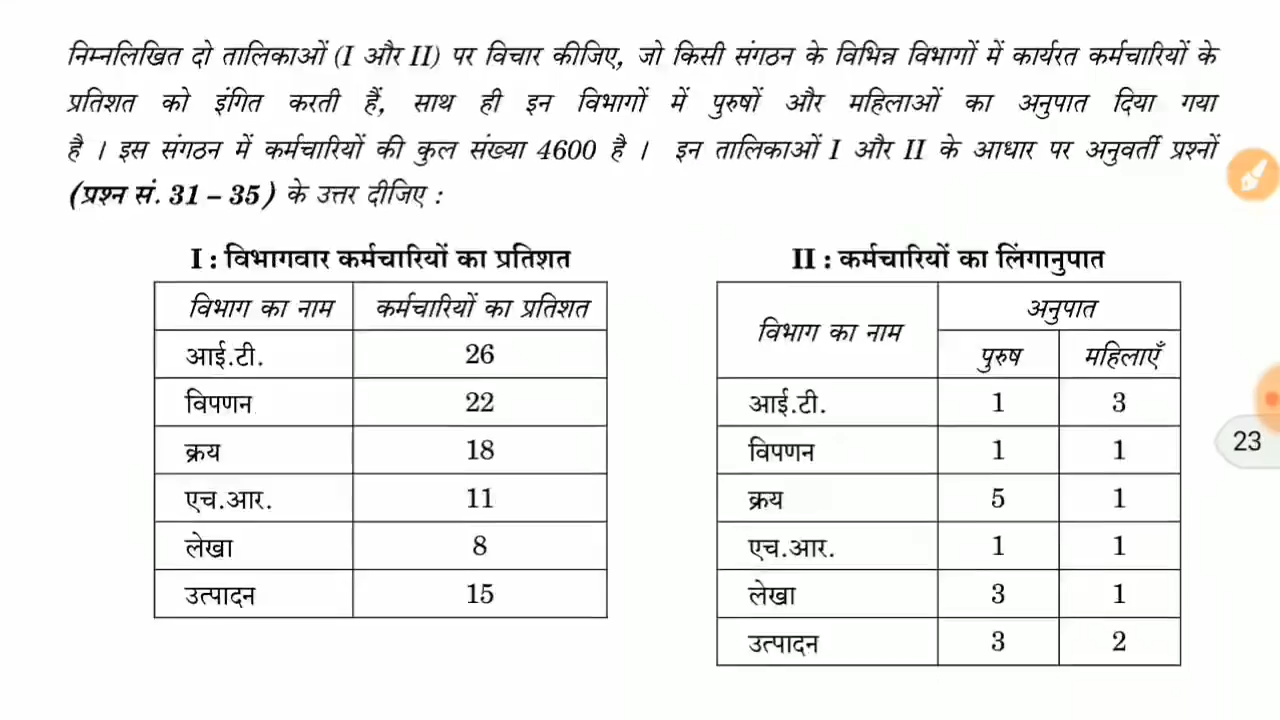 निम्नलिखित दो तालिकाओं (I और II) पर विचार कीजिए, जो किसी संगठन के विभिन्न विभागों में कार्यरत कर्मचारियों के
प्रतिशत को इंगित करती हैं, साथ ही इन विभागों में पुरुषों और महिलाओं का अनुपात दिया गया
है । इस संगठन में कर्मचारियों की कुल संख्या 4600 है । इन तालिकाओं I और II के आधार पर अनुवर्ती प्रश्नों
(प्रश्न सं. 31 – 35) के उत्तर दीजिए :
I : विभागवार कर्मचारियों का प्रतिशत
विभाग का नाम कर्मचारियों का प्रतिशत
आई.टी. 26
विपणन 22
क्रय 18
एच.आर. 11
लेखा 8
उत्पादन 15
II : कर्मचारियों का लिंगानुपात
विभाग का नाम अनुपात
पुरुष महिलाएँ
आई.टी. 1 3
विपणन 1 1
क्रय 5 1
एच.आर. 1 1
लेखा 3 1
उत्पादन 3 2
23